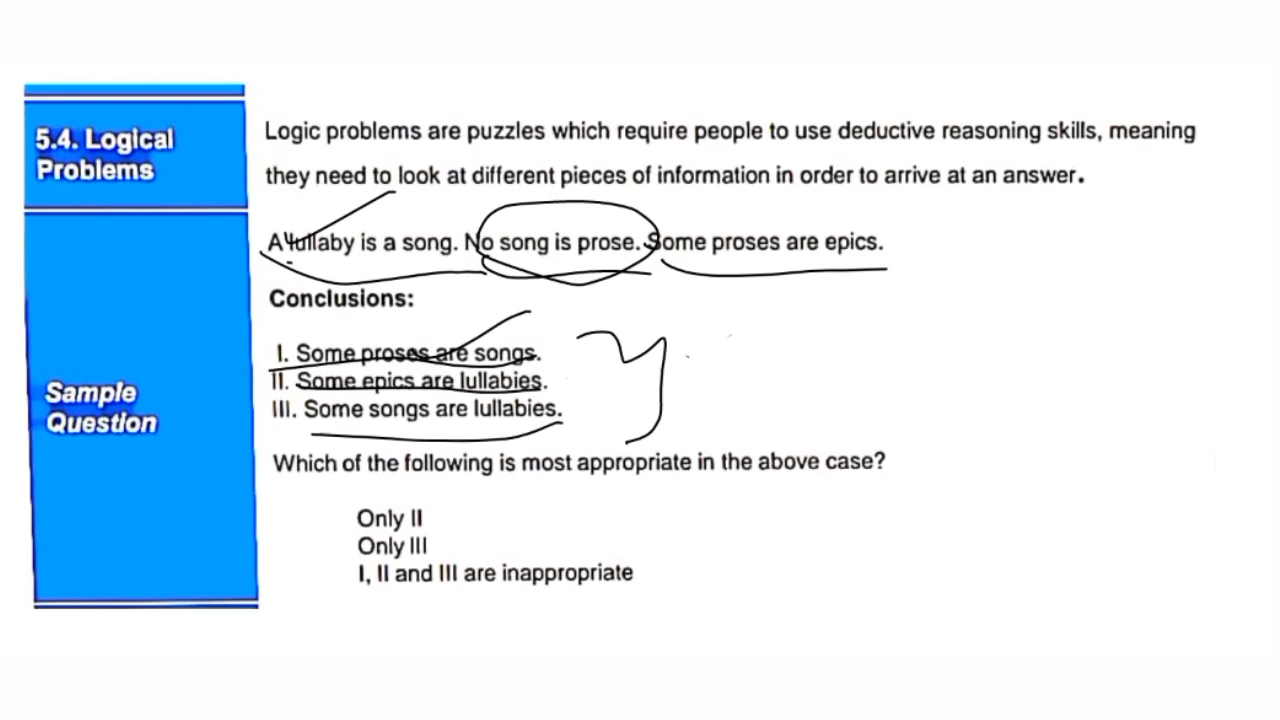 5.4. Logical
Problems
Logic problems are puzzles which require people to use deductive reasoning skills, meaning
they need to look at different pieces of information in order to arrive at an answer.
Sample
Question
A lullaby is a song. No song is prose. Some proses are epics.
Conclusions:
I. Some proses are songs.
II. Some epics are lullabies.
III. Some songs are lullabies.
Which of the following is most appropriate in the above case?
Only II
Only III
I, II and III are inappropriate